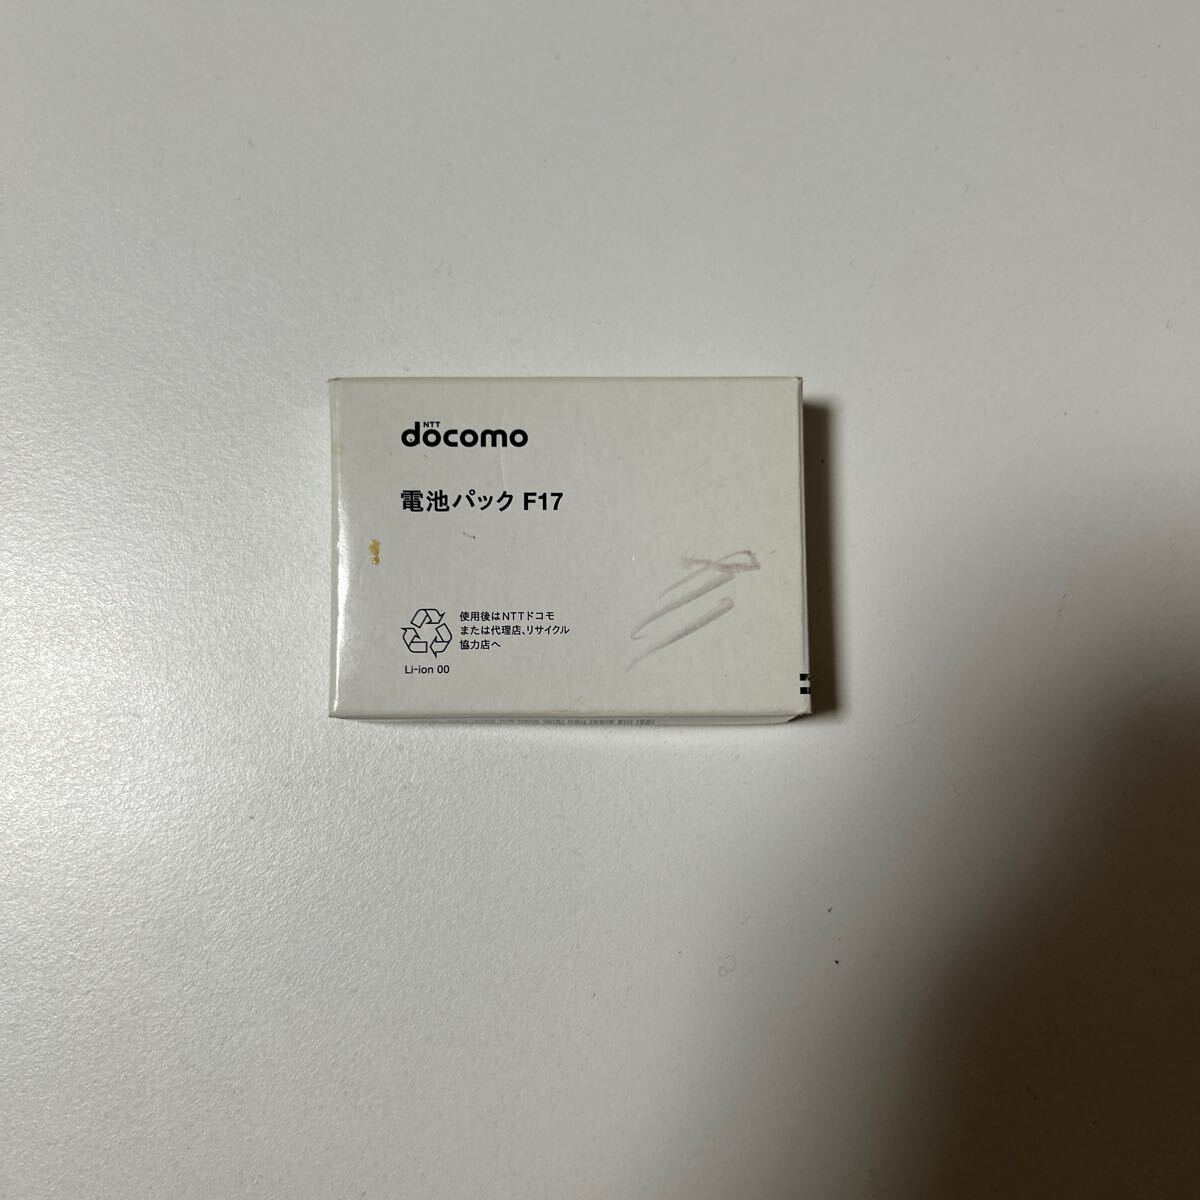 NTT
docomo
電池パック F17
使用後はNTTドコモ
または代理店、リサイクル
協力店へ
Li-ion 00